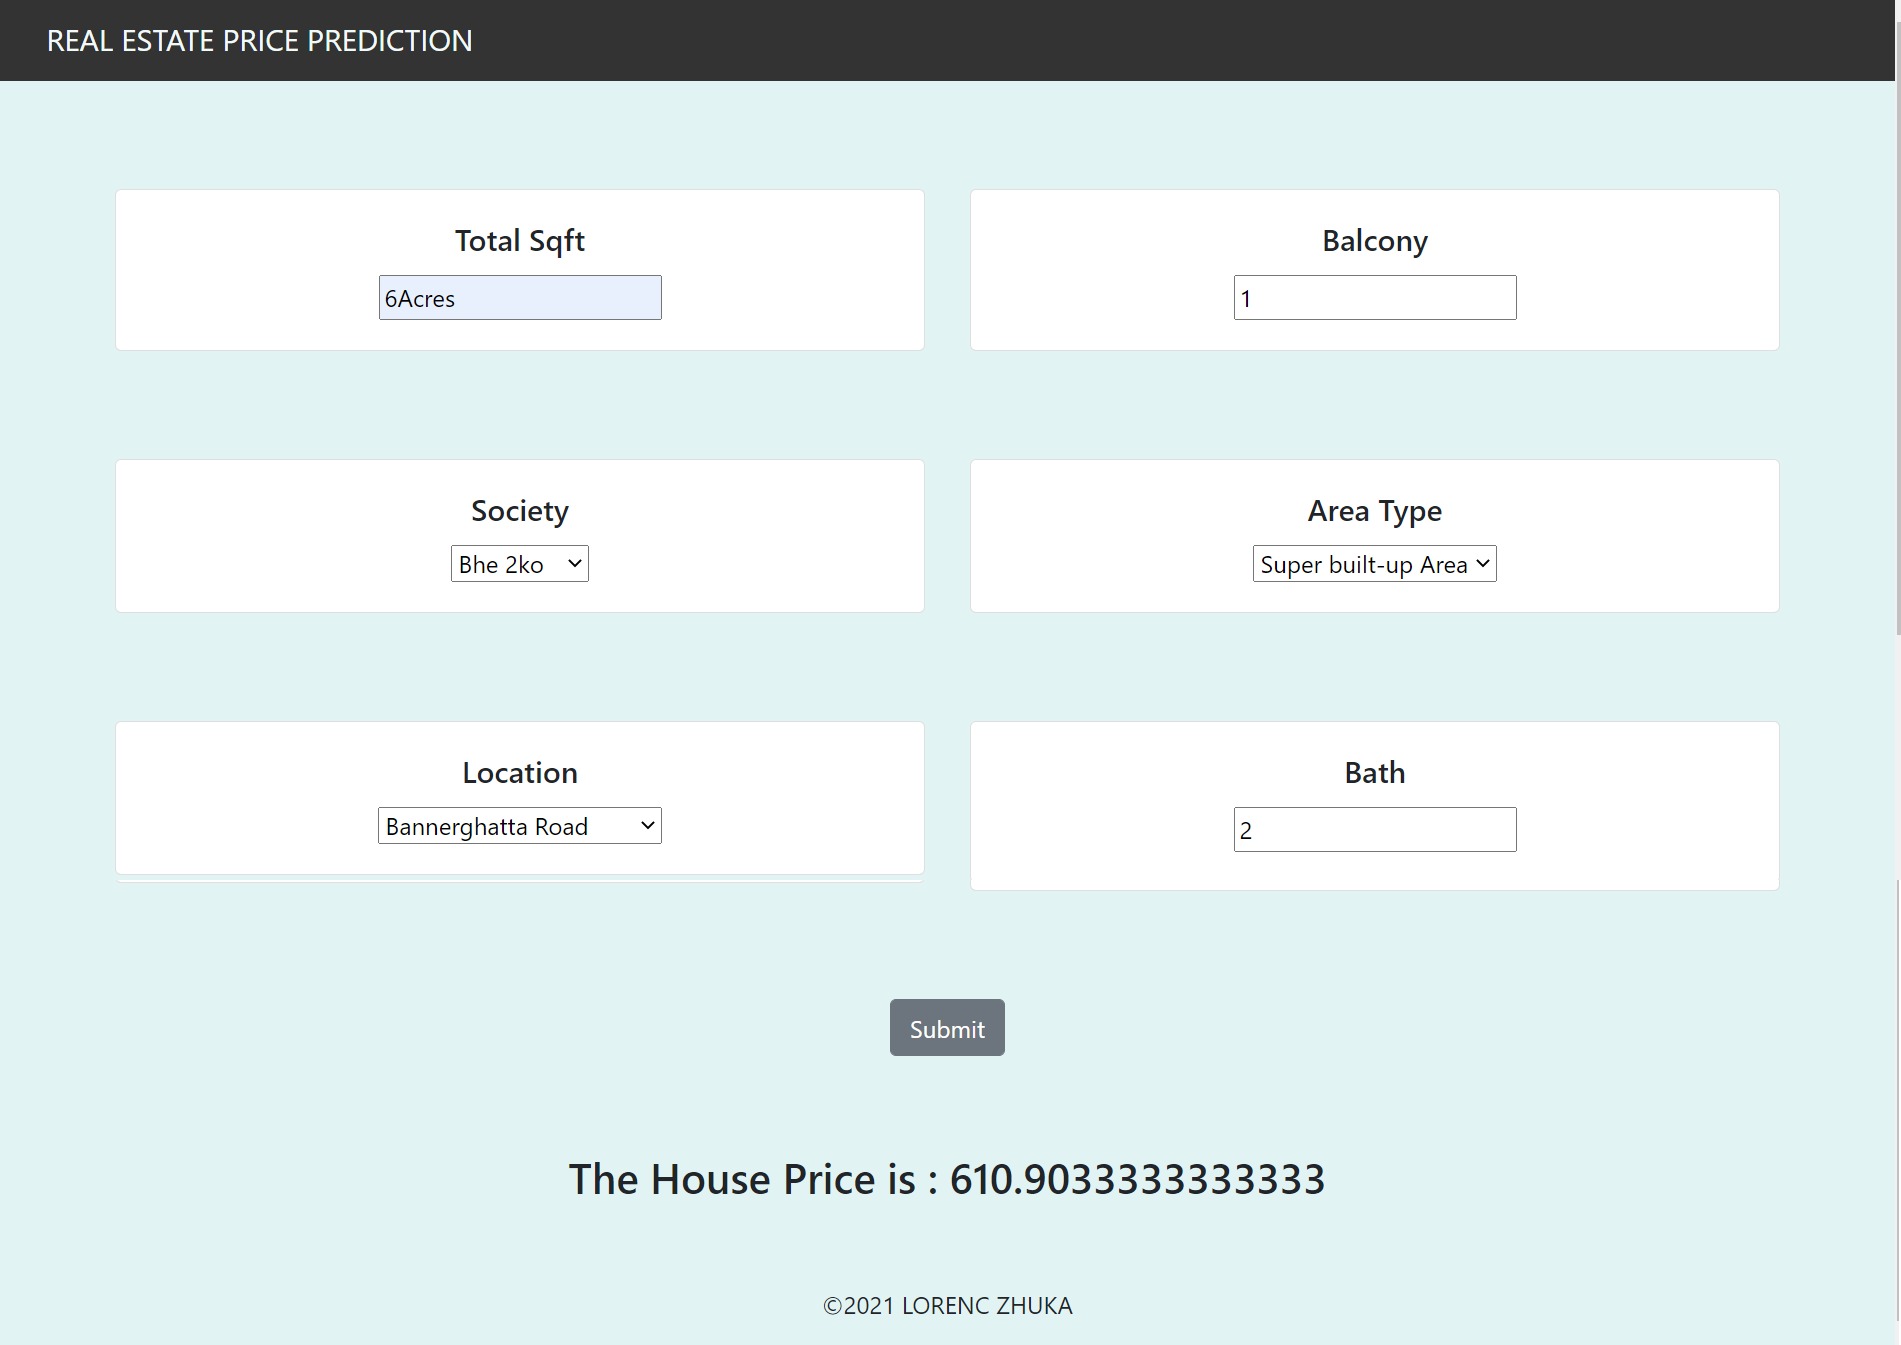 REAL ESTATE PRICE PREDICTION
Total Sqft
6Acres
Balcony
1
Society
Bhe 2ko
Area Type
Super built-up Area
Location
Bannerghatta Road
Bath
2
Submit
The House Price is : 610.9033333333333
©2021 LORENC ZHUKA